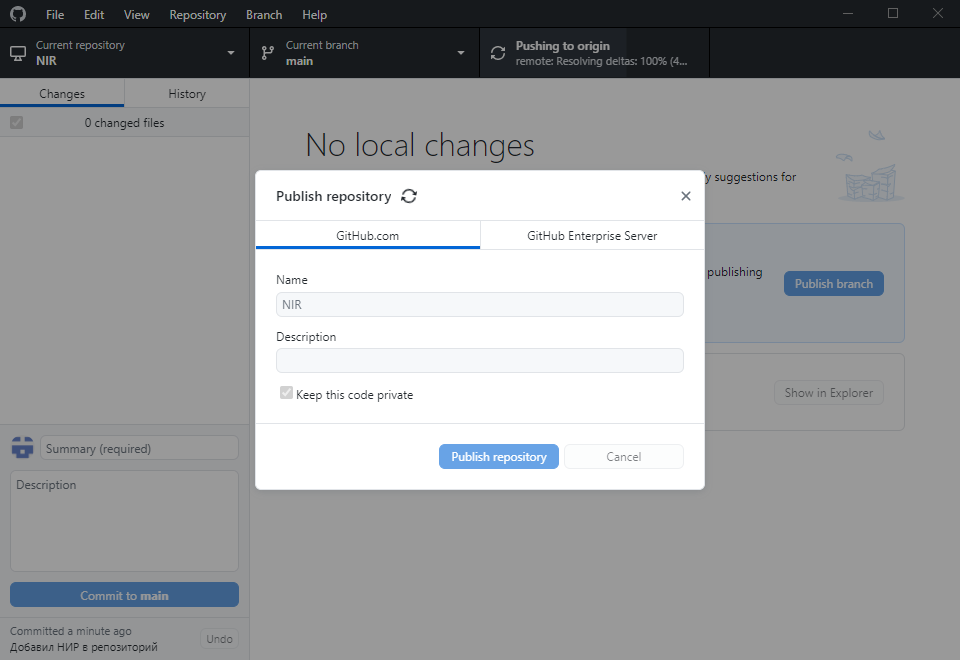 File Edit View Repository Branch Help
Current repository
NIR
Current branch
main
Pushing to origin
remote: Resolving deltas: 100% (4...
Changes History
0 changed files
No local changes
y suggestions for
publishing
Publish branch
Show in Explorer
Publish repository
GitHub.com GitHub Enterprise Server
Name
NIR
Description
Keep this code private
Publish repository Cancel
Summary (required)
Description
Commit to main
Committed a minute ago
Добавил НИР в репозиторий
Undo